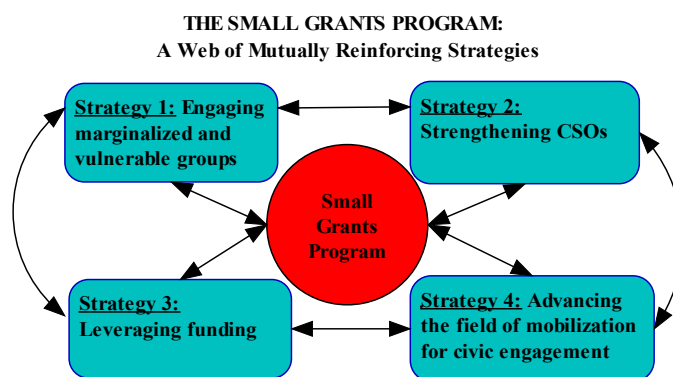 THE SMALL GRANTS PROGRAM:
A Web of Mutually Reinforcing Strategies
Strategy 1: Engaging
marginalized and
vulnerable groups
Strategy 2:
Strengthening CSOs
Small
Grants
Program
Strategy 3:
Leveraging funding
Strategy 4: Advancing
the field of mobilization
for civic engagement